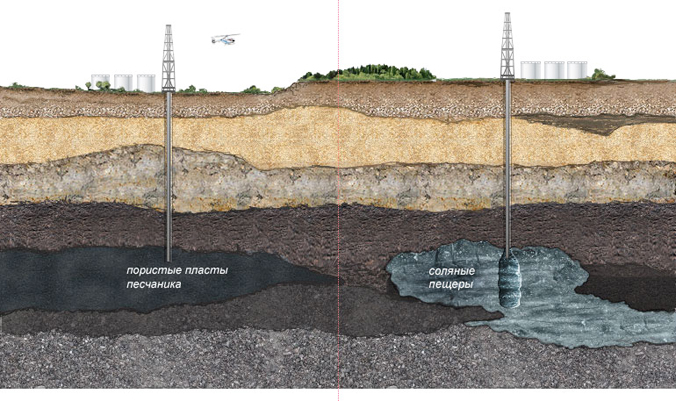 пористые пласты
песчаника
соляные
пещеры